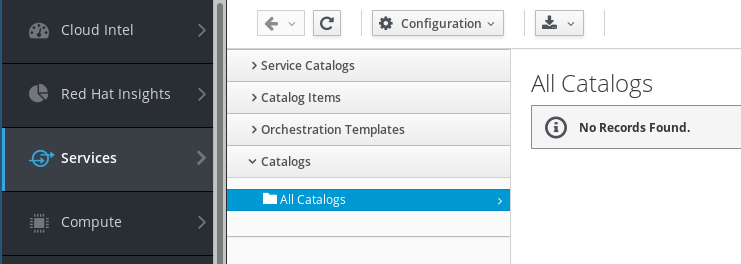 Cloud Intel
Red Hat Insights
Services
Compute
Configuration
Service Catalogs
Catalog Items
Orchestration Templates
Catalogs
All Catalogs
All Catalogs
No Records Found.